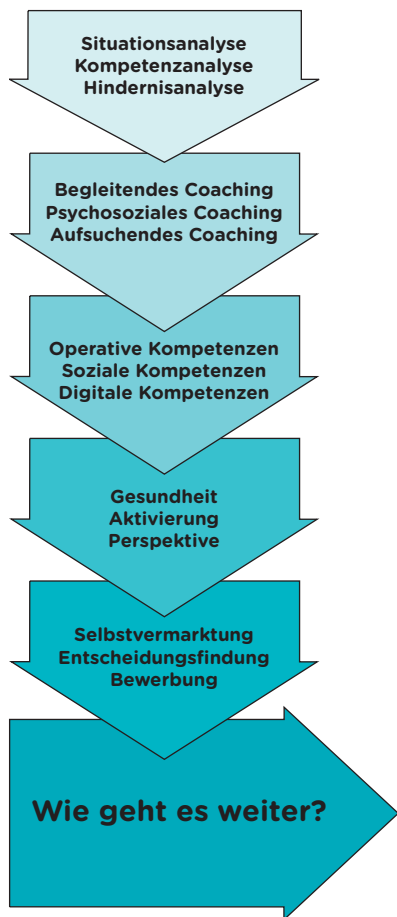 Situationsanalyse
Kompetenzanalyse
Hindernisanalyse
Begleitendes Coaching
Psychosoziales Coaching
Aufsuchendes Coaching
Operative Kompetenzen
Soziale Kompetenzen
Digitale Kompetenzen
Gesundheit
Aktivierung
Perspektive
Selbstvermarktung
Entscheidungsfindung
Bewerbung
Wie geht es weiter?